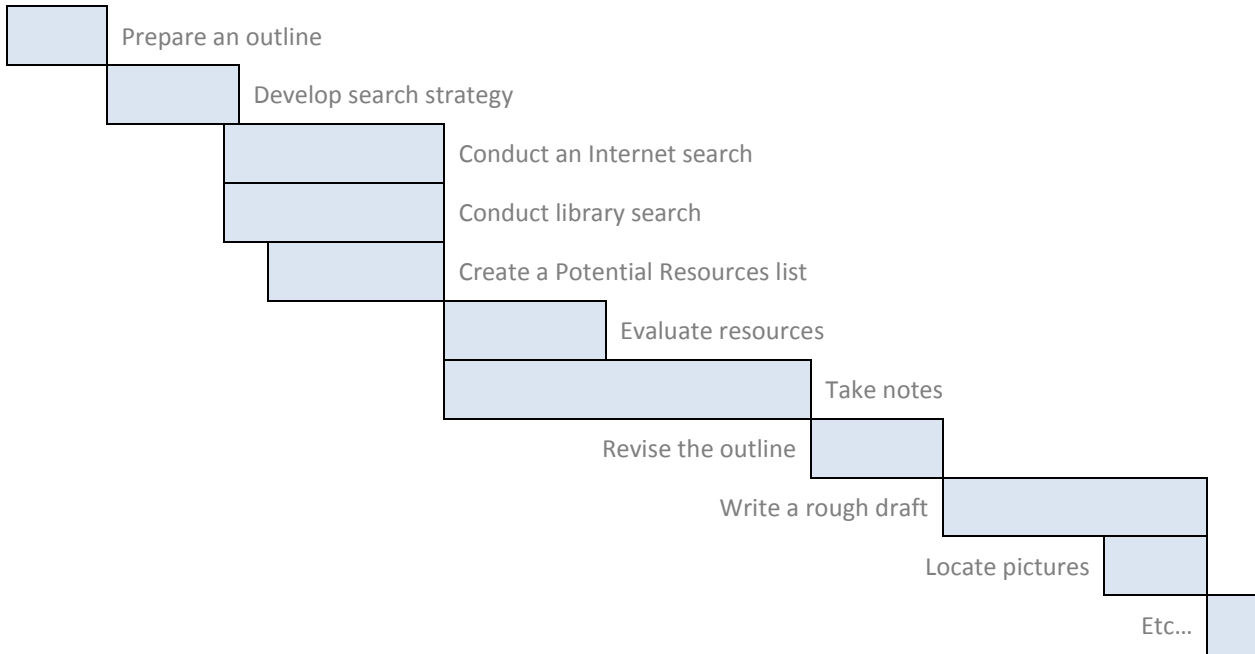 Prepare an outline
Develop search strategy
Conduct an Internet search
Conduct library search
Create a Potential Resources list
Evaluate resources
Take notes
Revise the outline
Write a rough draft
Locate pictures
Etc...